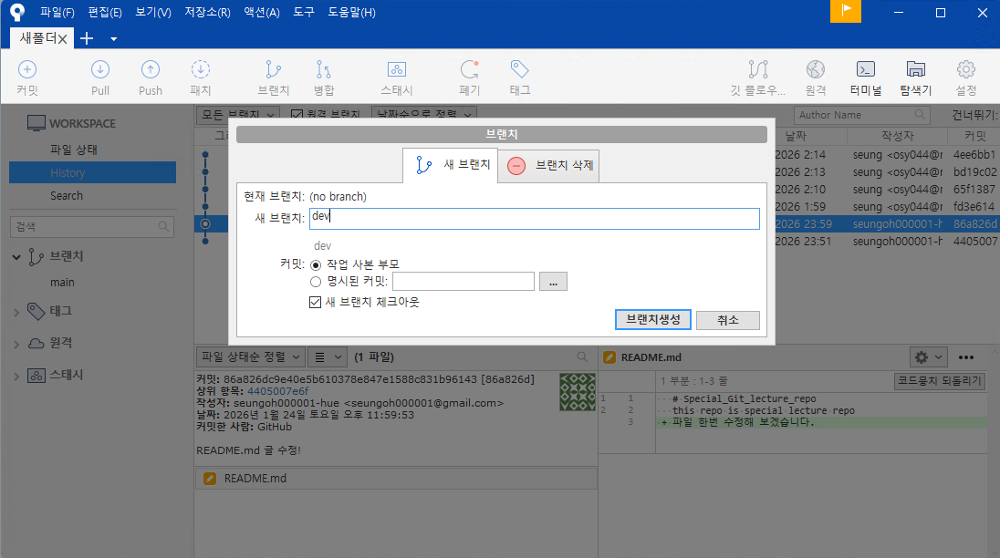 파일(F) 편집(E) 보기(V) 저장소(R) 액션(A) 도구 도움말(H)
새폴더
커밋 Pull Push 패치 브랜치 병합 스태시 폐기 태그 깃 플로우... 원격 터미널 탐색기 설정
WORKSPACE
파일 상태
History
Search
검색
브랜치
main
태그
원격
스태시
모든 브랜치 원격 브랜치 날짜순으로 정렬 Author Name 건너뛰기:
날짜 작성자 커밋
2026 2:14 seung <osy044@r 4ee6bb1
2026 2:13 seung <osy044@r bd19c02
2026 2:10 seung <osy044@r 65f1387
2026 1:59 seung <osy044@r fd3e614
2026 23:59 seungoh000001-h 86a826d
2026 23:51 seungoh000001-h 4405007
브랜치
새 브랜치 브랜치 삭제
현재 브랜치: (no branch)
새 브랜치: dev
dev
커밋: 작업 사본 부모
명시된 커밋: ...
새 브랜치 체크아웃
브랜치생성 취소
파일 상태순 정렬 (1 파일)
커밋: 86a826dc9e40e5b610378e847e1588c831b96143 [86a826d]
상위 항목: 4405007e6f
작성자: seungoh000001-hue <seungoh000001@gmail.com>
날짜: 2026년 1월 24일 토요일 오후 11:59:53
커밋한 사람: GitHub
README.md 글 수정!
README.md
README.md
1 부분 : 1-3 줄 코드뭉치 되돌리기
1 1 # Special_Git_lecture_repo
2 2 this repo is special lecture repo
3 + 파일 한번 수정해 보겠습니다.